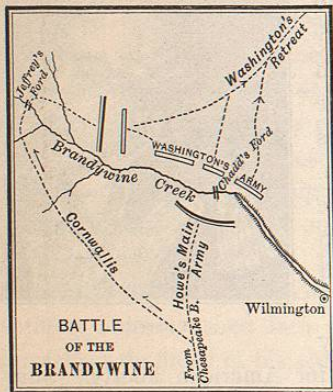 Washington's
Retreat
Jeffrey's
Ford
WASHINGTON'S
ARMY
Chadd's Ford
Brandywine
Creek
Cornwallis
Howe's Main
Army
From
Chesapeake B.
Wilmington
BATTLE
OF THE
BRANDYWINE